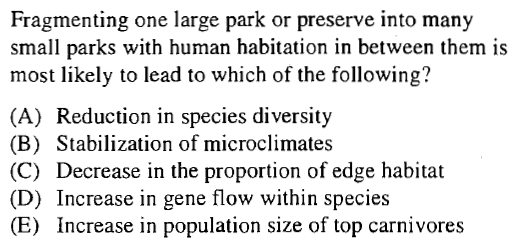 Fragmenting one large park or preserve into many
small parks with human habitation in between them is
most likely to lead to which of the following?
(A) Reduction in species diversity
(B) Stabilization of microclimates
(C) Decrease in the proportion of edge habitat
(D) Increase in gene flow within species
(E) Increase in population size of top carnivores